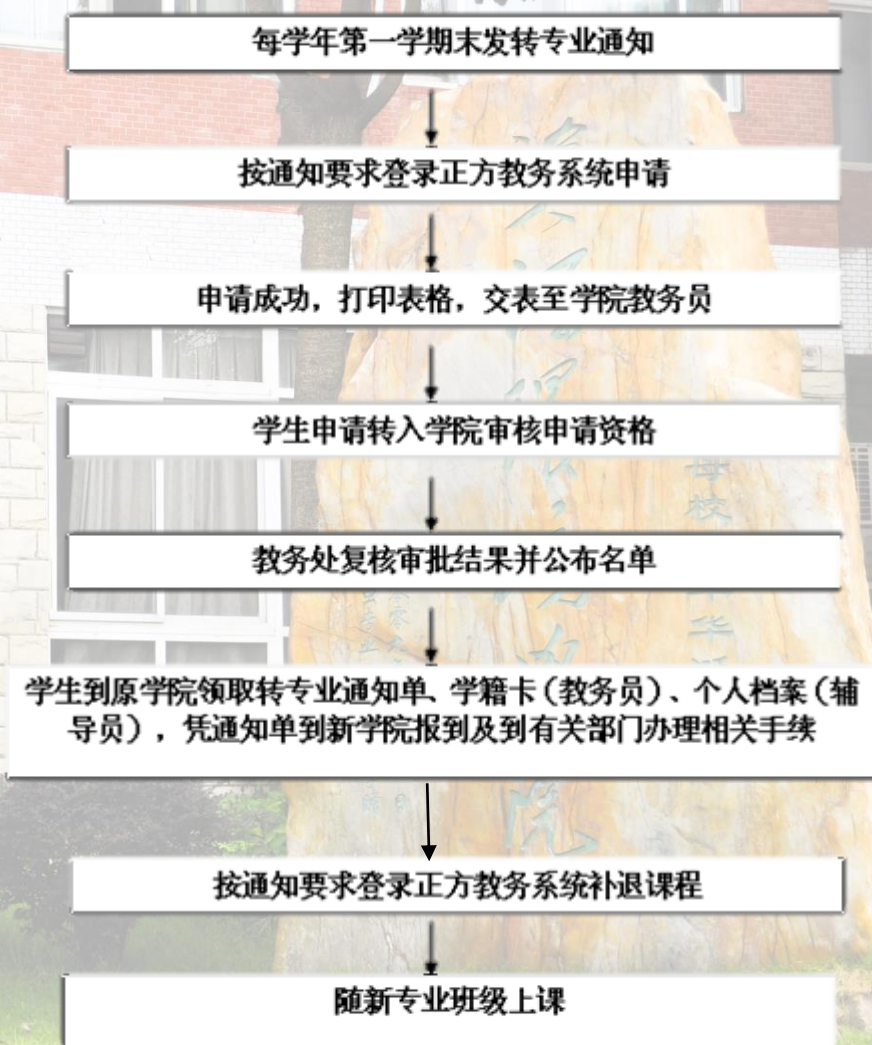 每学年第一学期末发转专业通知
按通知要求登录正方教务系统申请
申请成功，打印表格，交表至学院教务员
学生申请转入学院审核申请资格
教务处复核审批结果并公布名单
学生到原学院领取转专业通知单、学籍卡（教务员）、个人档案（辅
导员），凭通知单到新学院报到及到有关部门办理相关手续
按通知要求登录正方教务系统补退课程
随新专业班级上课
母校
华